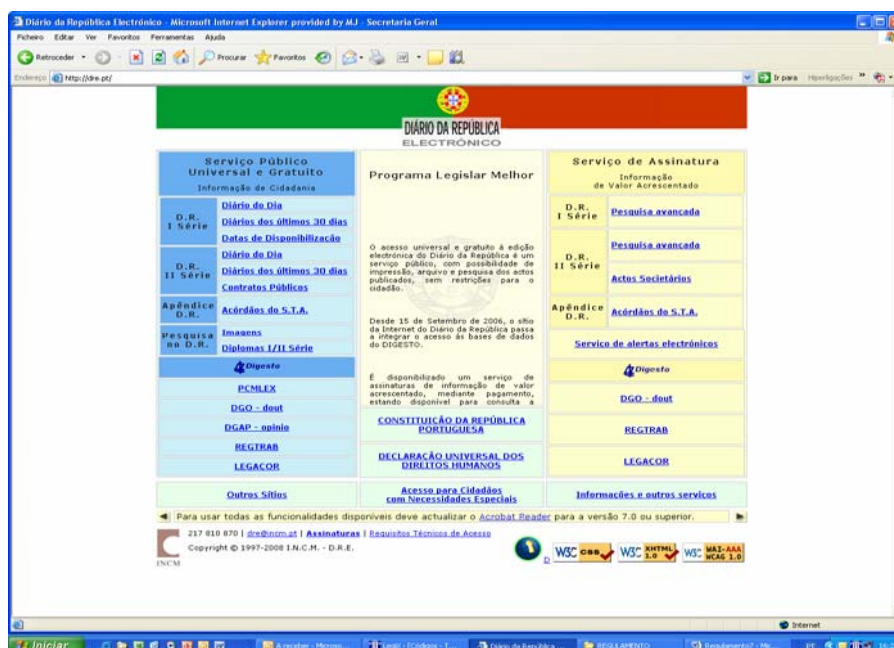 Diário da República Electrónico - Microsoft Internet Explorer provided by MJ - Secretaria Geral
Ficheiro Editar Ver Favoritos Ferramentas Ajuda
Retroceder Procurar Favoritos
Endereço http://dre.pt/ Ir para Hiperligações
DIÁRIO DA REPÚBLICA
ELECTRÓNICO
Serviço Público
Universal e Gratuito
Informação de Cidadania
D.R.
I Série
Diário do Dia
Diários dos últimos 30 dias
Datas de Disponibilização
D.R.
II Série
Diário do Dia
Diários dos últimos 30 dias
Contratos Públicos
Apêndice
D.R.
Acórdãos do S.T.A.
Pesquisa
no D.R.
Imagens
Diplomas I/II Série
Digesto
PCMLEX
DGO - dout
DGAP - opinio
REGTRAB
LEGACOR
Outros Sítios
Programa Legislar Melhor
O acesso universal e gratuito à edição
electrónica do Diário da República é um
serviço público, com possibilidade de
impressão, arquivo e pesquisa dos actos
publicados, sem restrições para o
cidadão.
Desde 15 de Setembro de 2006, o sítio
da Internet do Diário da República passa
a integrar o acesso às bases de dados
do DIGESTO.
É disponibilizado um serviço de
assinaturas de informação de valor
acrescentado, mediante pagamento,
estando disponível para consulta a
CONSTITUIÇÃO DA REPÚBLICA
PORTUGUESA
DECLARAÇÃO UNIVERSAL DOS
DIREITOS HUMANOS
Acesso para Cidadãos
com Necessidades Especiais
Serviço de Assinatura
Informação
de Valor Acrescentado
D.R.
I Série
Pesquisa avançada
D.R.
II Série
Pesquisa avançada
Actos Societários
Apêndice
D.R.
Acórdãos do S.T.A.
Serviço de alertas electrónicos
Digesto
DGO - dout
REGTRAB
LEGACOR
Informações e outros serviços
Para usar todas as funcionalidades disponíveis deve actualizar o Acrobat Reader para a versão 7.0 ou superior.
217 810 870 | dre@incm.pt | Assinaturas | Requisitos Técnicos de Acesso
Copyright © 1997-2008 I.N.C.M. - D.R.E.
INCM
D
W3C CSS
W3C XHTML 1.0
W3C WAI-AAA WCAG 1.0
Internet
Iniciar A receber - Micros... Diário da Repúblic... REGULAMENTO Regulamento7 - Mic... PT